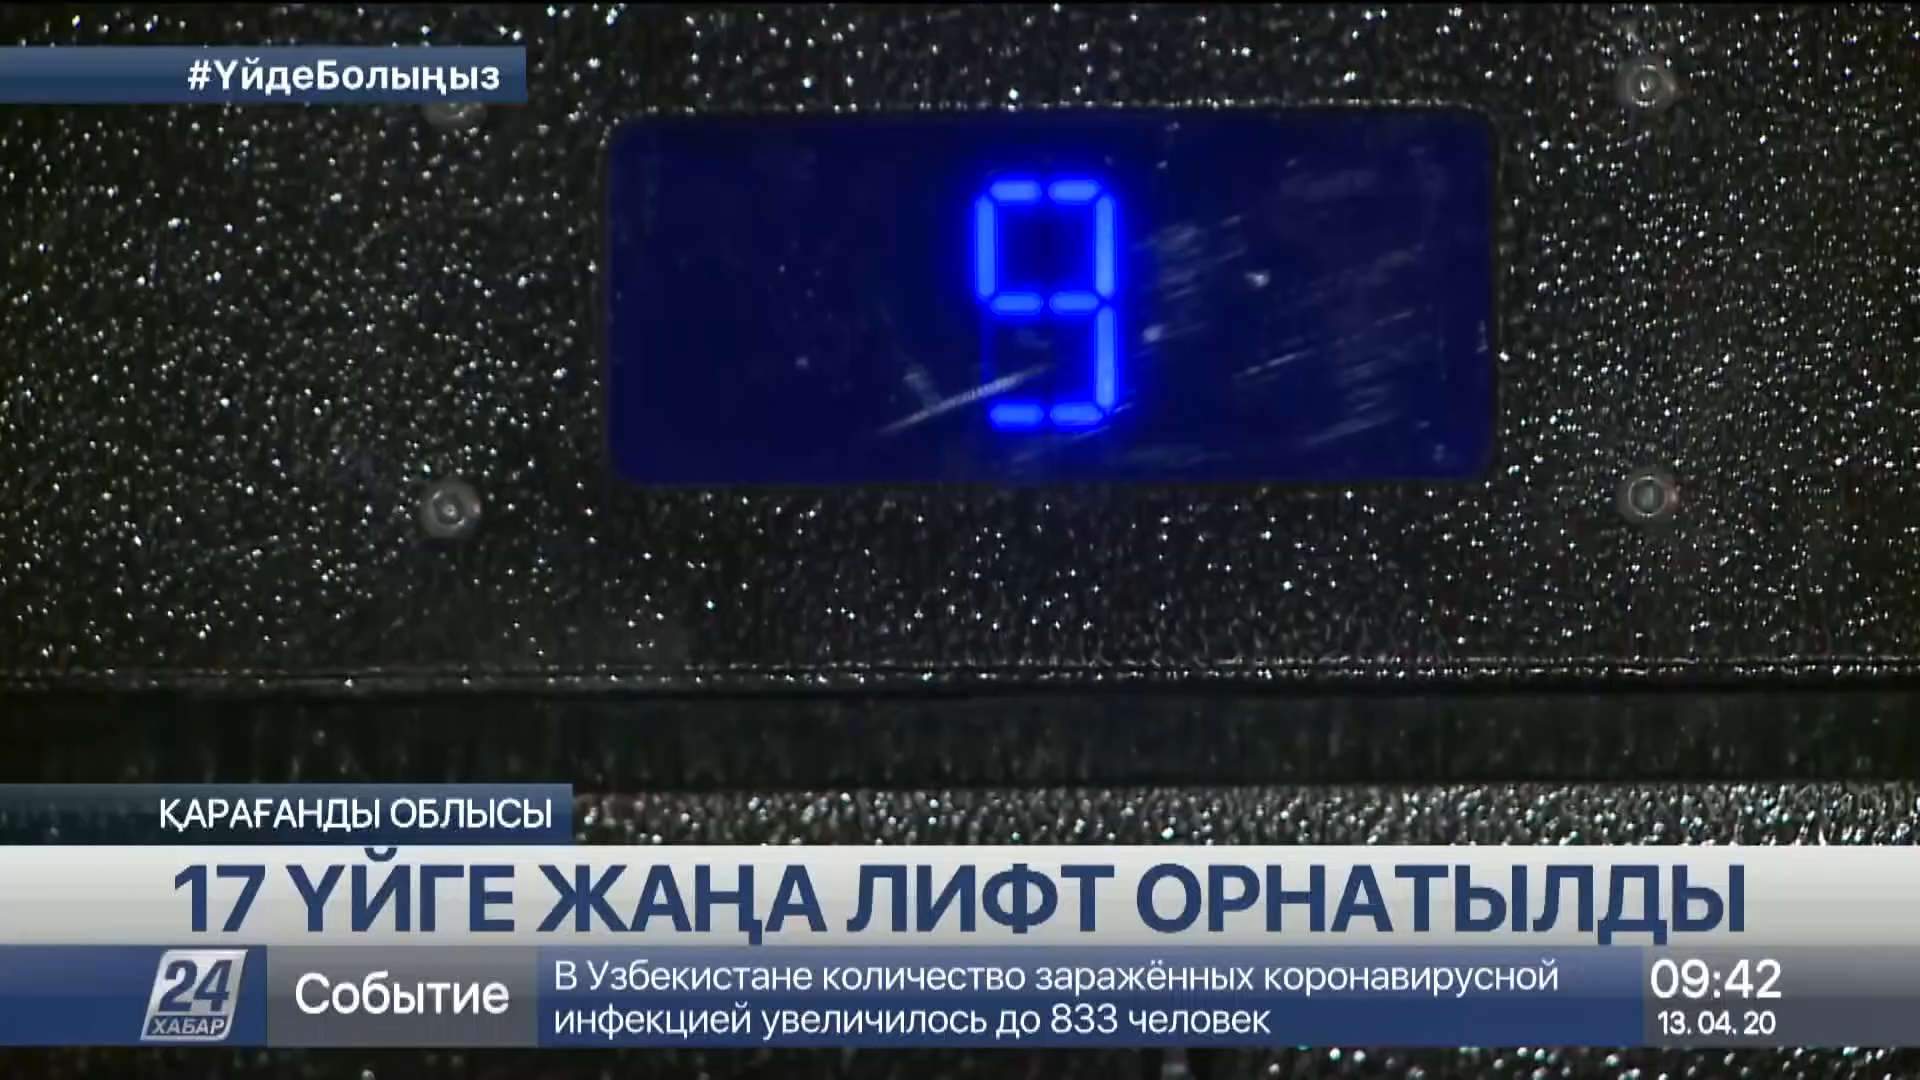 #ҮйдеБолыңыз
9
ҚАРАҒАНДЫ ОБЛЫСЫ
17 ҮЙГЕ ЖАҢА ЛИФТ ОРНАТЫЛДЫ
24
ХАБАР
Событие
В Узбекистане количество заражённых коронавирусной
инфекцией увеличилось до 833 человек
09:42
13. 04. 20